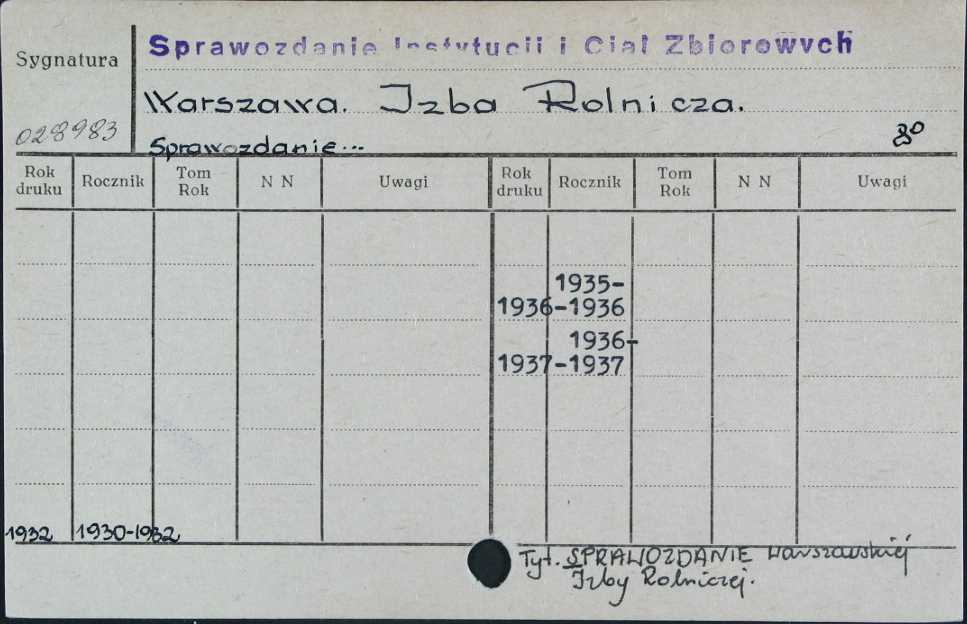 Sygnatura
Sprawozdanie Instytucji i Ciał Zbiorowych
Warszawa. Izba Rolnicza.
028983
Sprawozdanie... 8°
Rok druku Rocznik Tom Rok N N Uwagi Rok druku Rocznik Tom Rok N N Uwagi
1935-
1936 -1936
1936-
1937 -1937
1932 1930-1932
Tyt. SPRAWOZDANIE Warszawskiej
Izby Rolniczej.